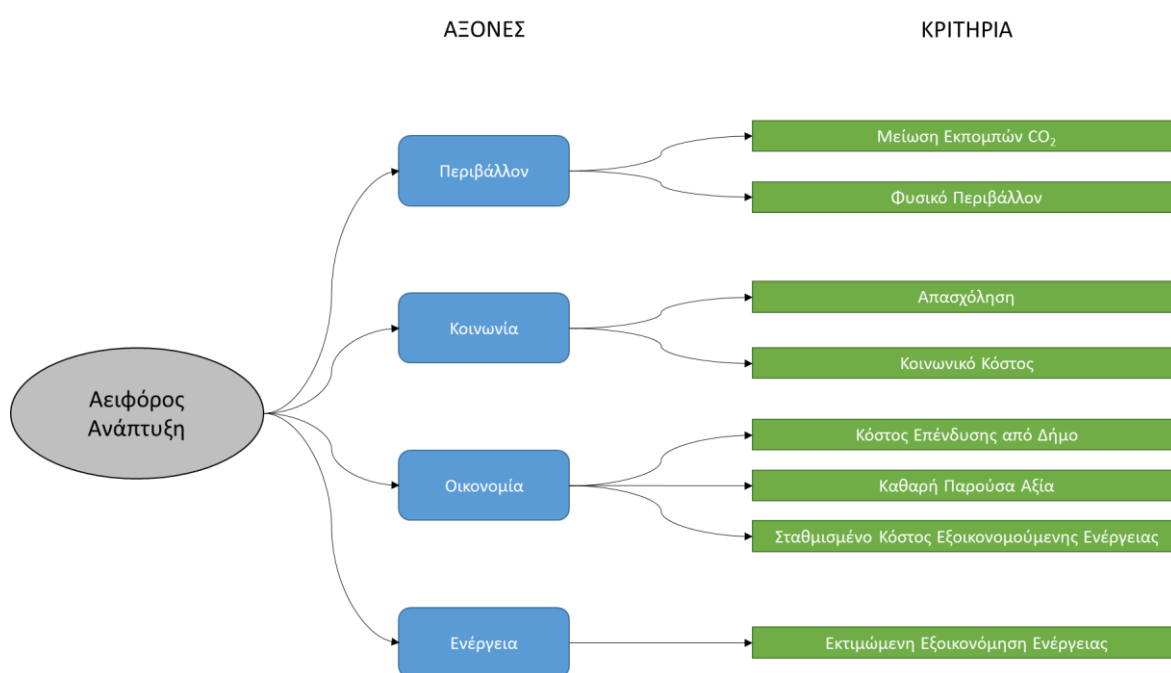 ΑΞΟΝΕΣ
ΚΡΙΤΗΡΙΑ
Αειφόρος
Ανάπτυξη
Περιβάλλον
Μείωση Εκπομπών CO₂
Φυσικό Περιβάλλον
Κοινωνία
Απασχόληση
Κοινωνικό Κόστος
Οικονομία
Κόστος Επένδυσης από Δήμο
Καθαρή Παρούσα Αξία
Σταθμισμένο Κόστος Εξοικονομούμενης Ενέργειας
Ενέργεια
Εκτιμώμενη Εξοικονόμηση Ενέργειας